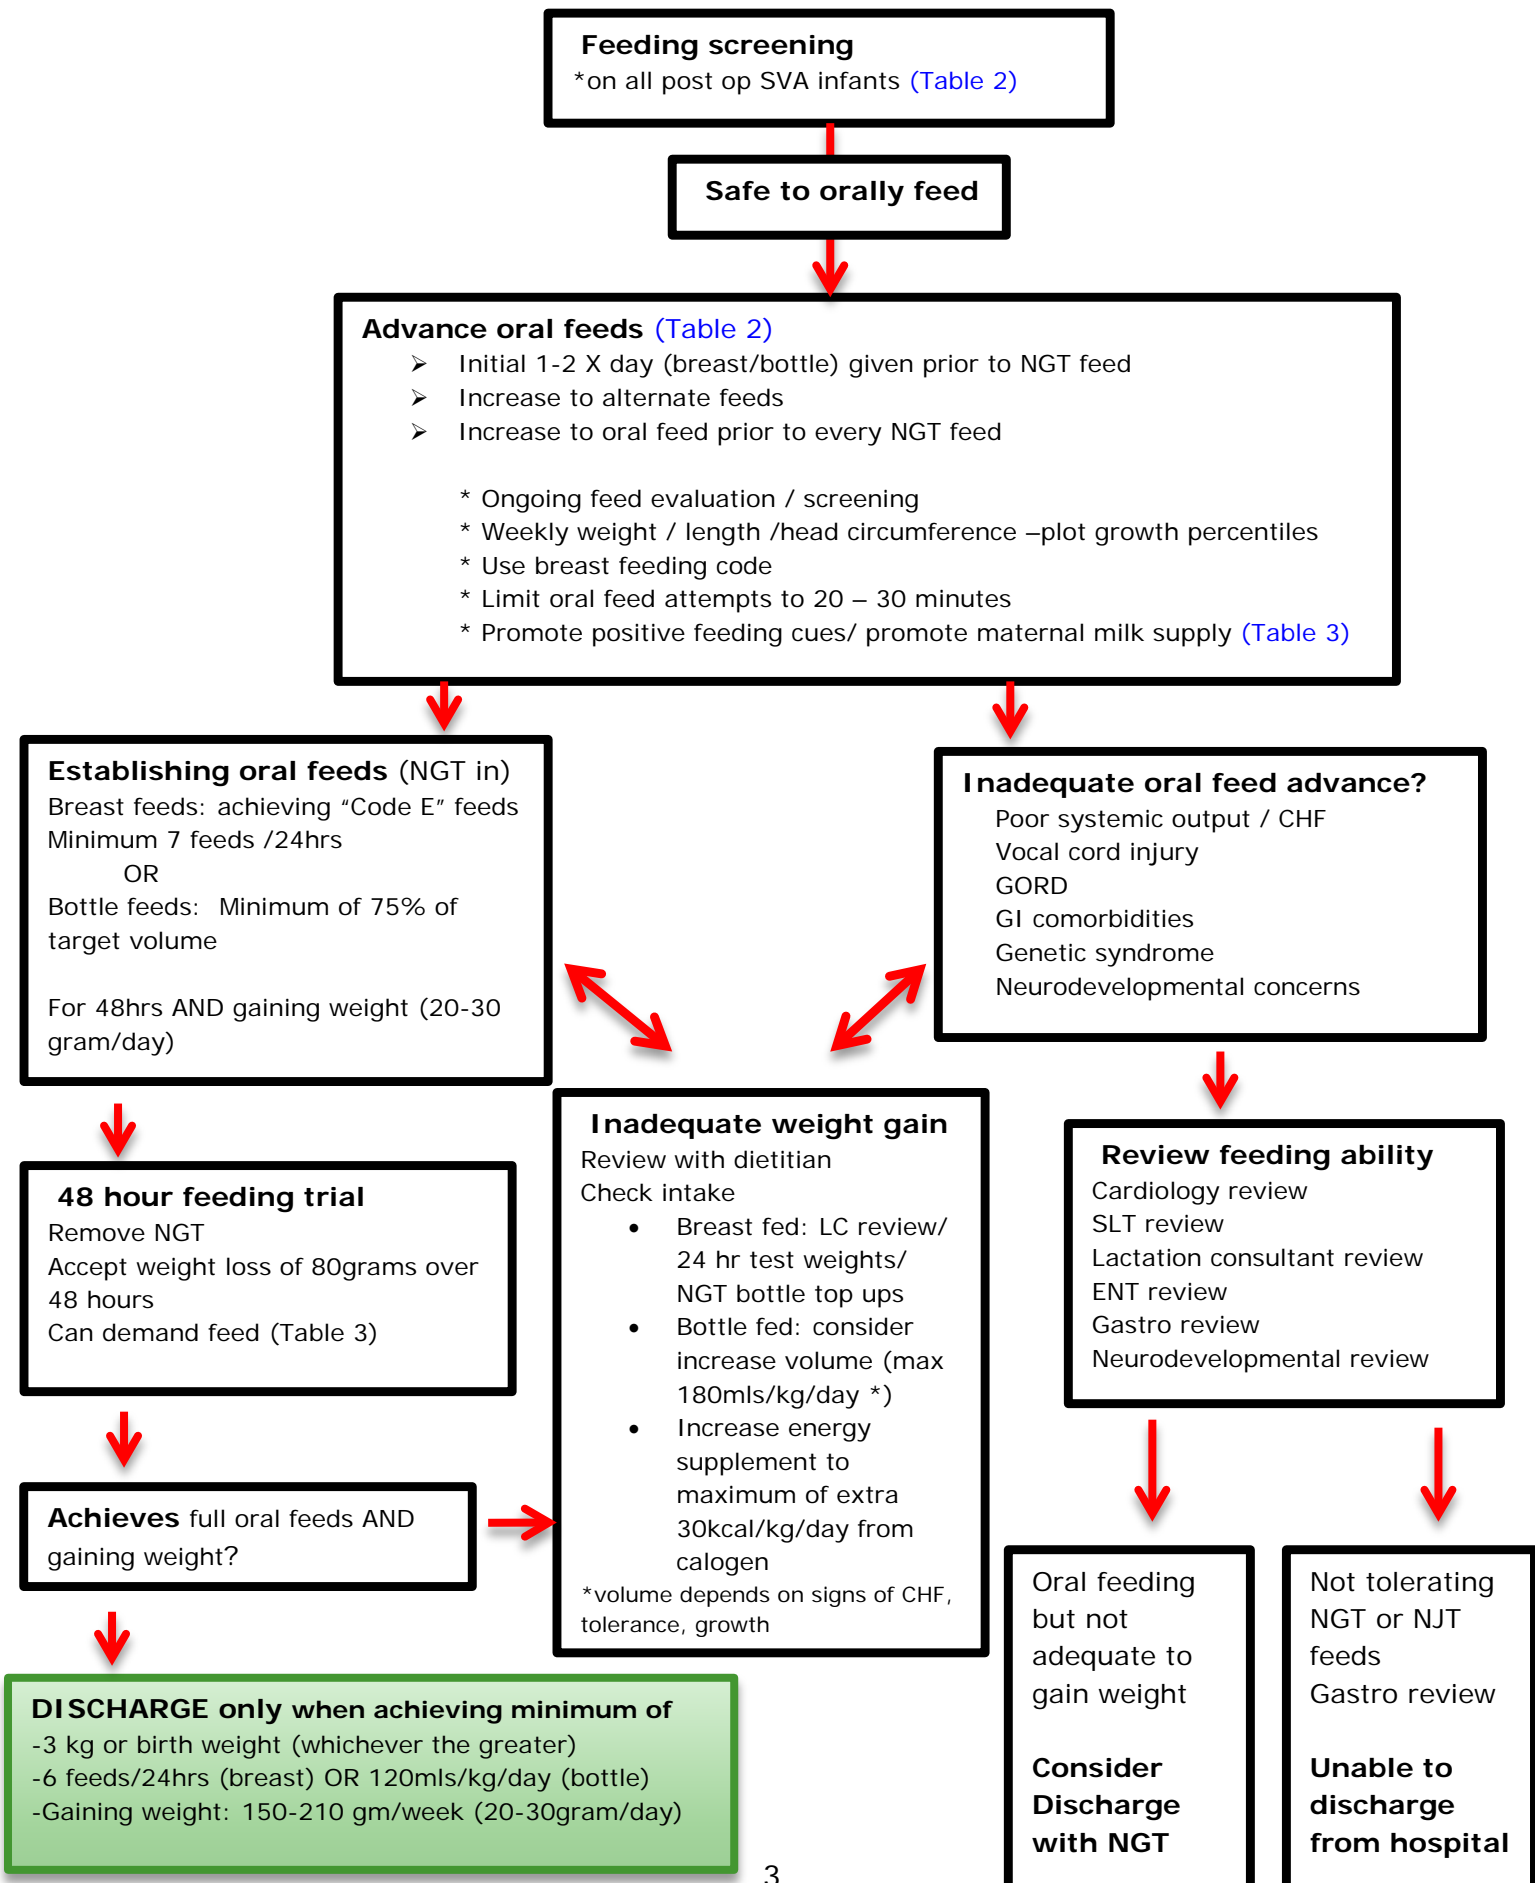 Feeding screening
*on all post op SVA infants (Table 2)
Safe to orally feed
Advance oral feeds (Table 2)
➢ Initial 1-2 X day (breast/bottle) given prior to NGT feed
➢ Increase to alternate feeds
➢ Increase to oral feed prior to every NGT feed
* Ongoing feed evaluation / screening
* Weekly weight / length /head circumference –plot growth percentiles
* Use breast feeding code
* Limit oral feed attempts to 20 – 30 minutes
* Promote positive feeding cues/ promote maternal milk supply (Table 3)
Establishing oral feeds (NGT in)
Breast feeds: achieving “Code E” feeds
Minimum 7 feeds /24hrs
OR
Bottle feeds: Minimum of 75% of
target volume
For 48hrs AND gaining weight (20-30
gram/day)
Inadequate oral feed advance?
Poor systemic output / CHF
Vocal cord injury
GORD
GI comorbidities
Genetic syndrome
Neurodevelopmental concerns
48 hour feeding trial
Remove NGT
Accept weight loss of 80grams over
48 hours
Can demand feed (Table 3)
Inadequate weight gain
Review with dietitian
Check intake
• Breast fed: LC review/
24 hr test weights/
NGT bottle top ups
• Bottle fed: consider
increase volume (max
180mls/kg/day *)
• Increase energy
supplement to
maximum of extra
30kcal/kg/day from
calogen
*volume depends on signs of CHF,
tolerance, growth
Review feeding ability
Cardiology review
SLT review
Lactation consultant review
ENT review
Gastro review
Neurodevelopmental review
Achieves full oral feeds AND
gaining weight?
DISCHARGE only when achieving minimum of
-3 kg or birth weight (whichever the greater)
-6 feeds/24hrs (breast) OR 120mls/kg/day (bottle)
-Gaining weight: 150-210 gm/week (20-30gram/day)
Oral feeding
but not
adequate to
gain weight
Consider
Discharge
with NGT
Not tolerating
NGT or NJT
feeds
Gastro review
Unable to
discharge
from hospital
3